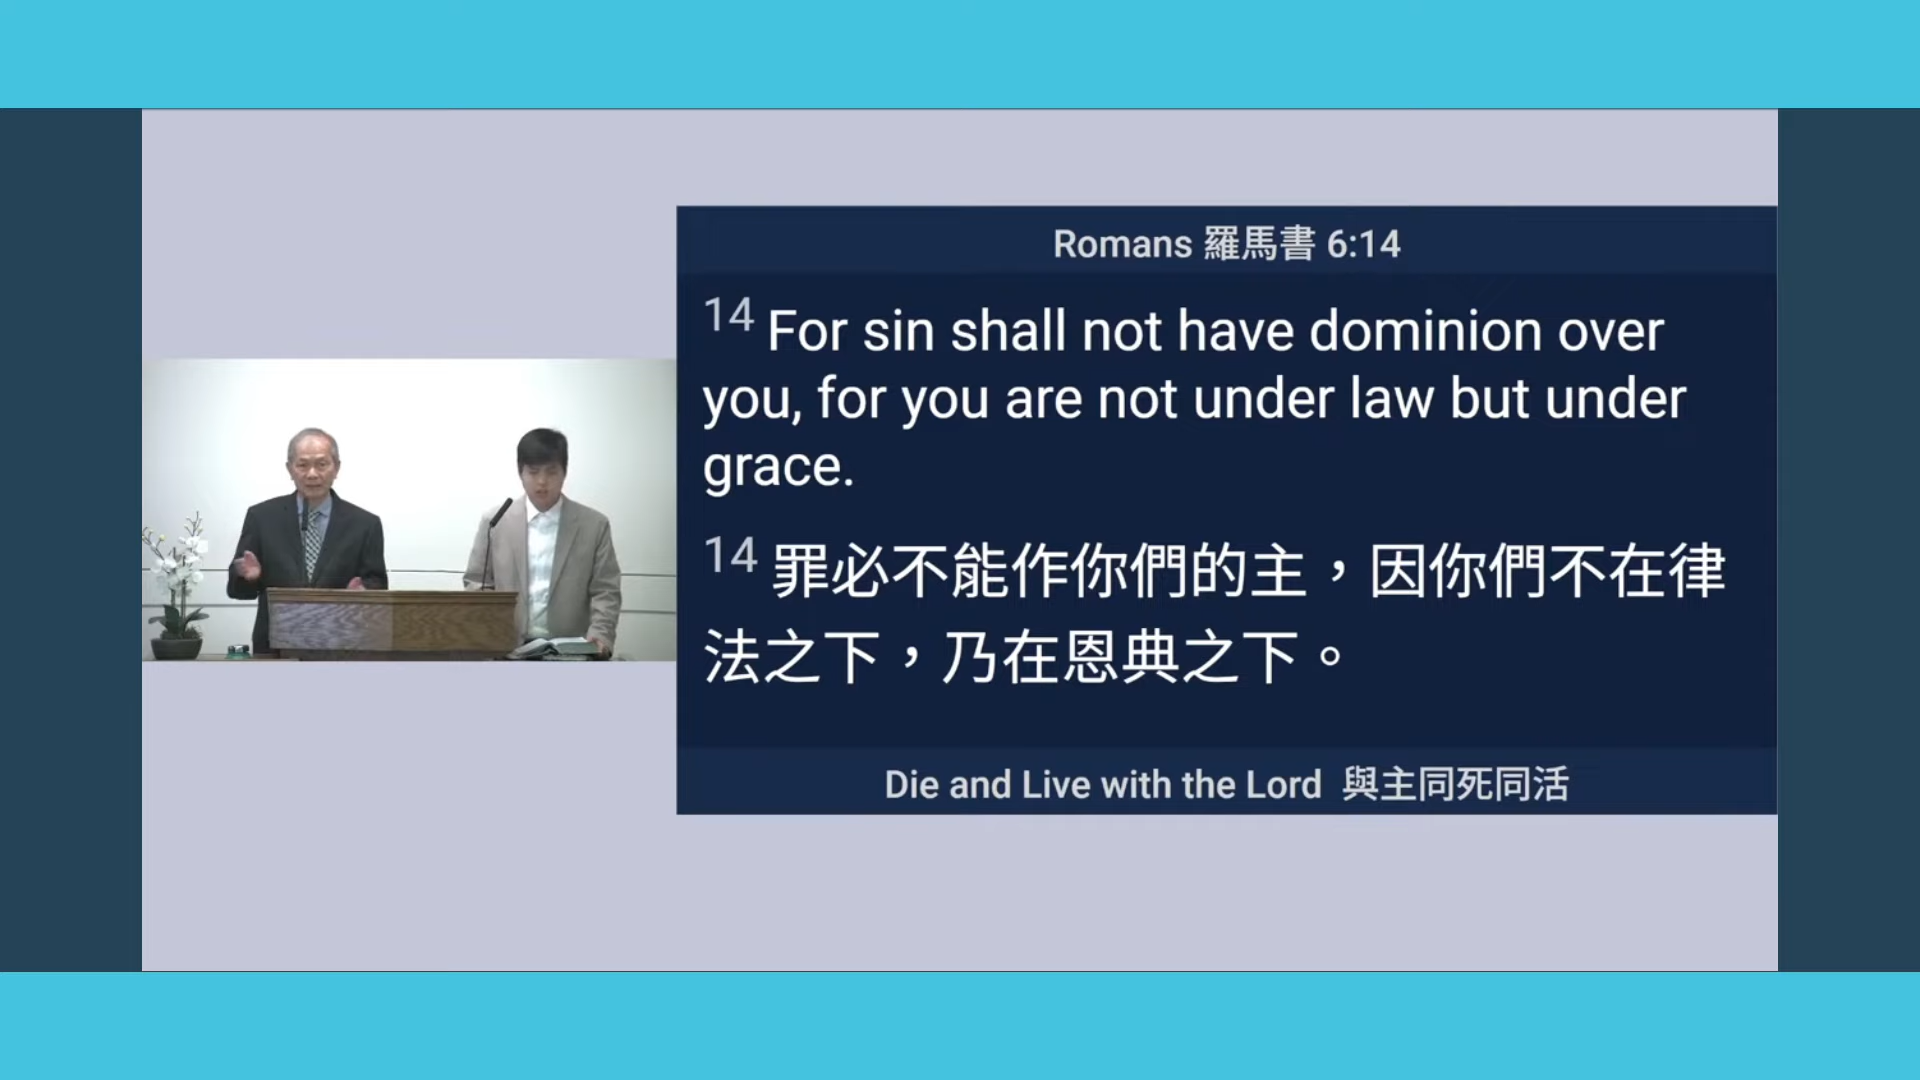 Romans 羅馬書 6:14
14 For sin shall not have dominion over
you, for you are not under law but under
grace.
14 罪必不能作你們的主，因你們不在律
法之下，乃在恩典之下。
Die and Live with the Lord 與主同死同活